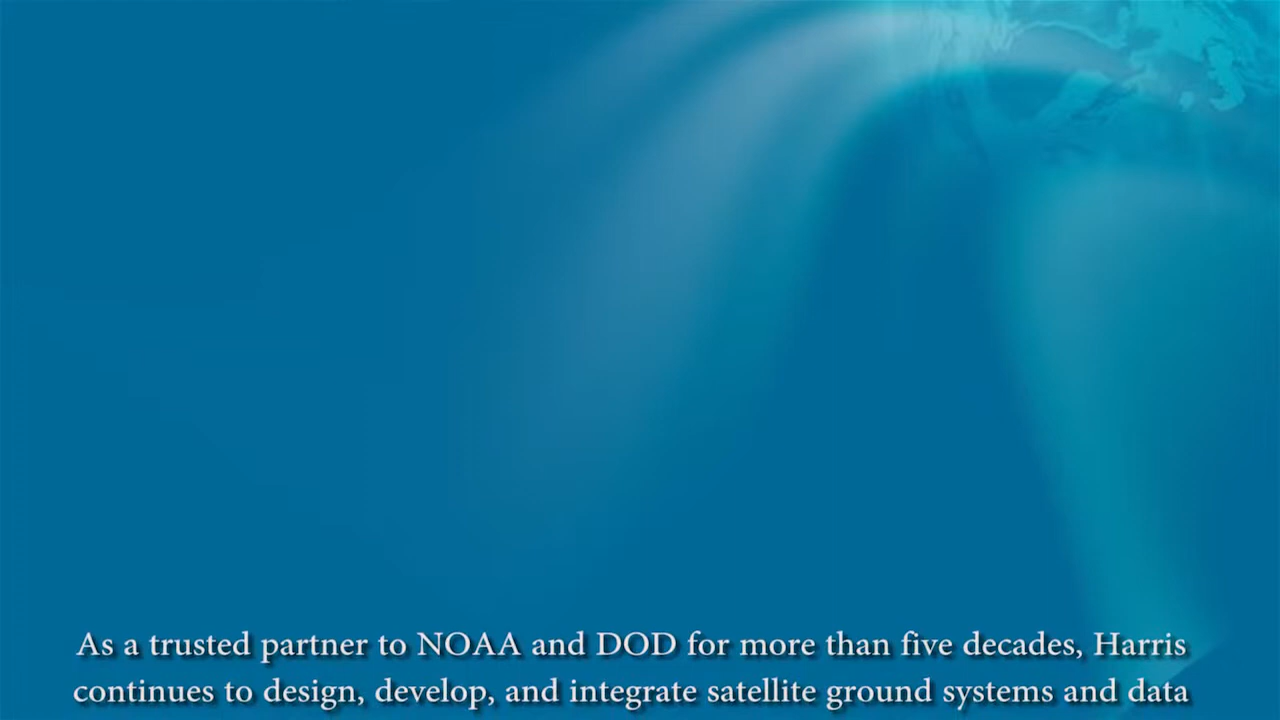 As a trusted partner to NOAA and DOD for more than five decades, Harris
continues to design, develop, and integrate satellite ground systems and data